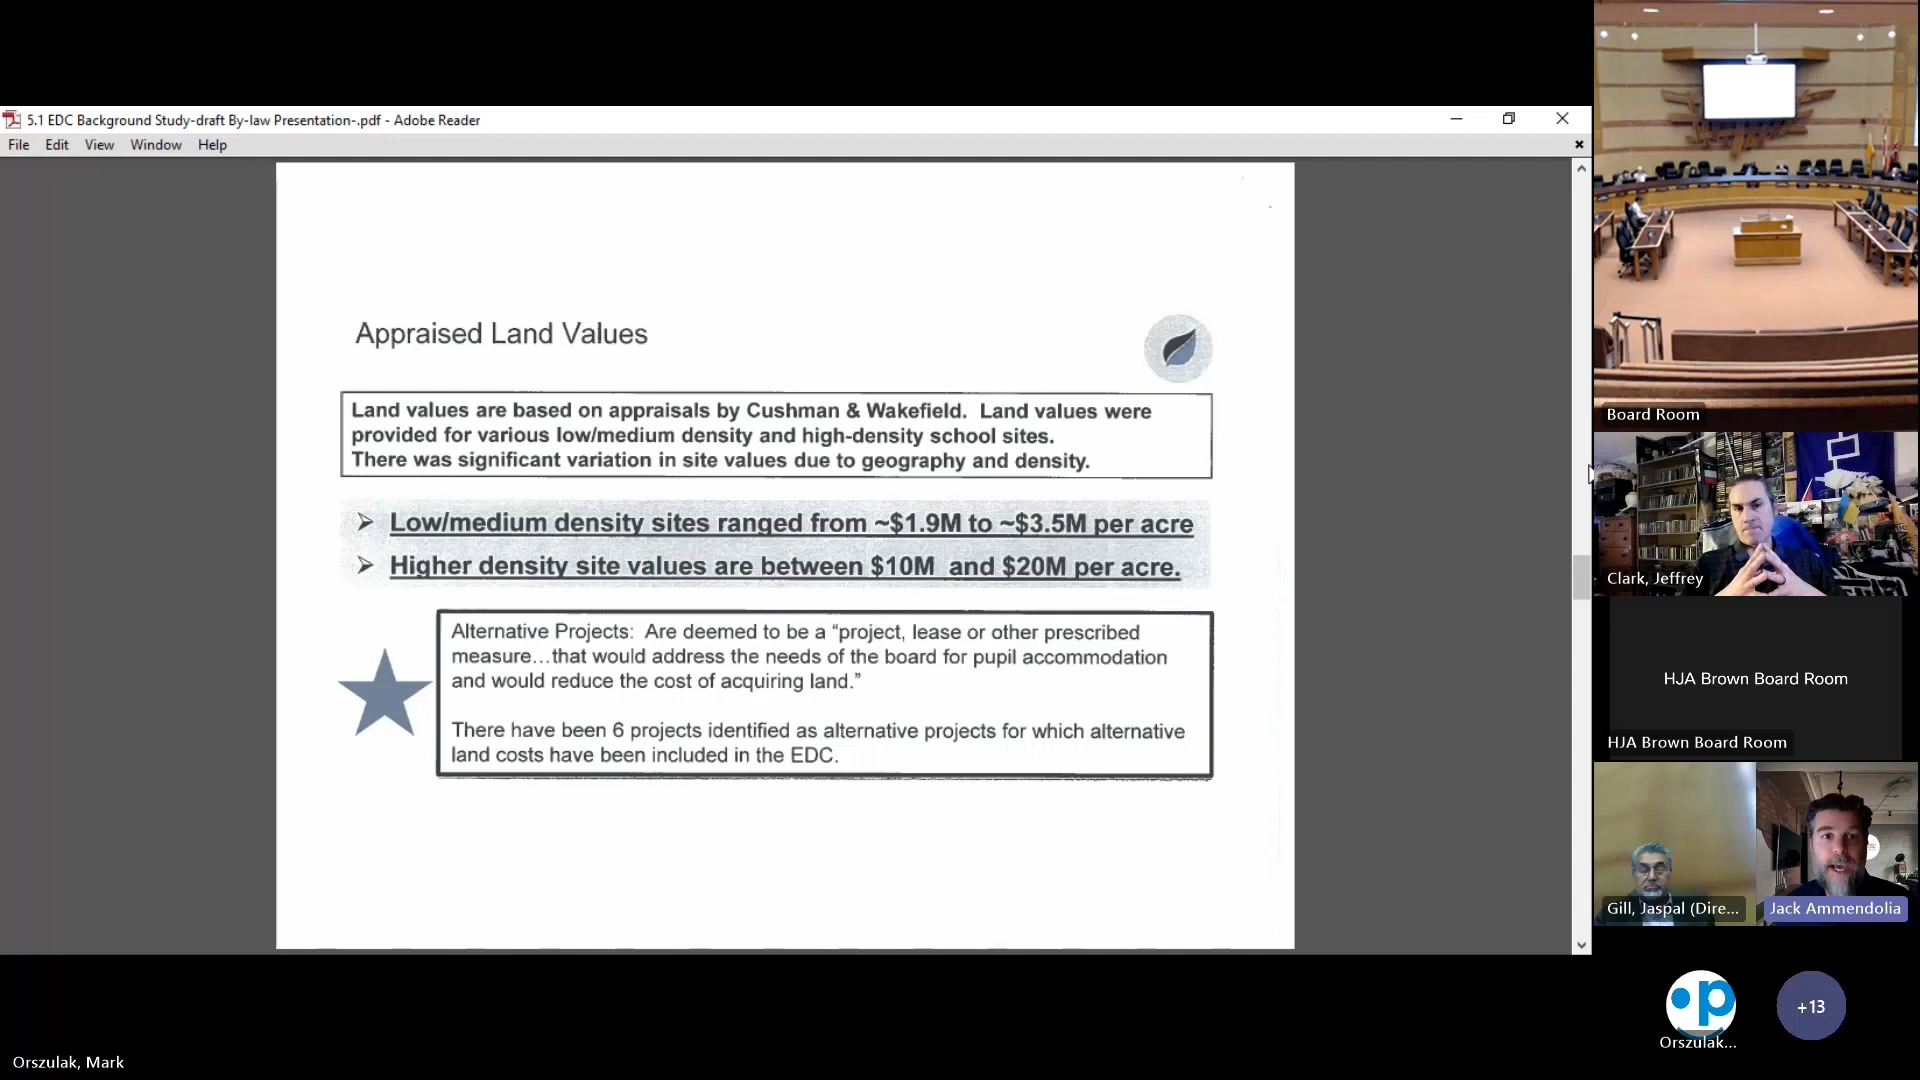 5.1 EDC Background Study-draft By-law Presentation-.pdf - Adobe Reader
File Edit View Window Help
Appraised Land Values
Land values are based on appraisals by Cushman & Wakefield. Land values were
provided for various low/medium density and high-density school sites.
There was significant variation in site values due to geography and density.
➢ Low/medium density sites ranged from ~$1.9M to ~$3.5M per acre
➢ Higher density site values are between $10M and $20M per acre.
Alternative Projects: Are deemed to be a “project, lease or other prescribed
measure…that would address the needs of the board for pupil accommodation
and would reduce the cost of acquiring land.”
There have been 6 projects identified as alternative projects for which alternative
land costs have been included in the EDC.
Board Room
Clark, Jeffrey
HJA Brown Board Room
HJA Brown Board Room
Gill, Jaspal (Dire...
Jack Ammendolia
p
Orszulak...
+13
Orszulak, Mark